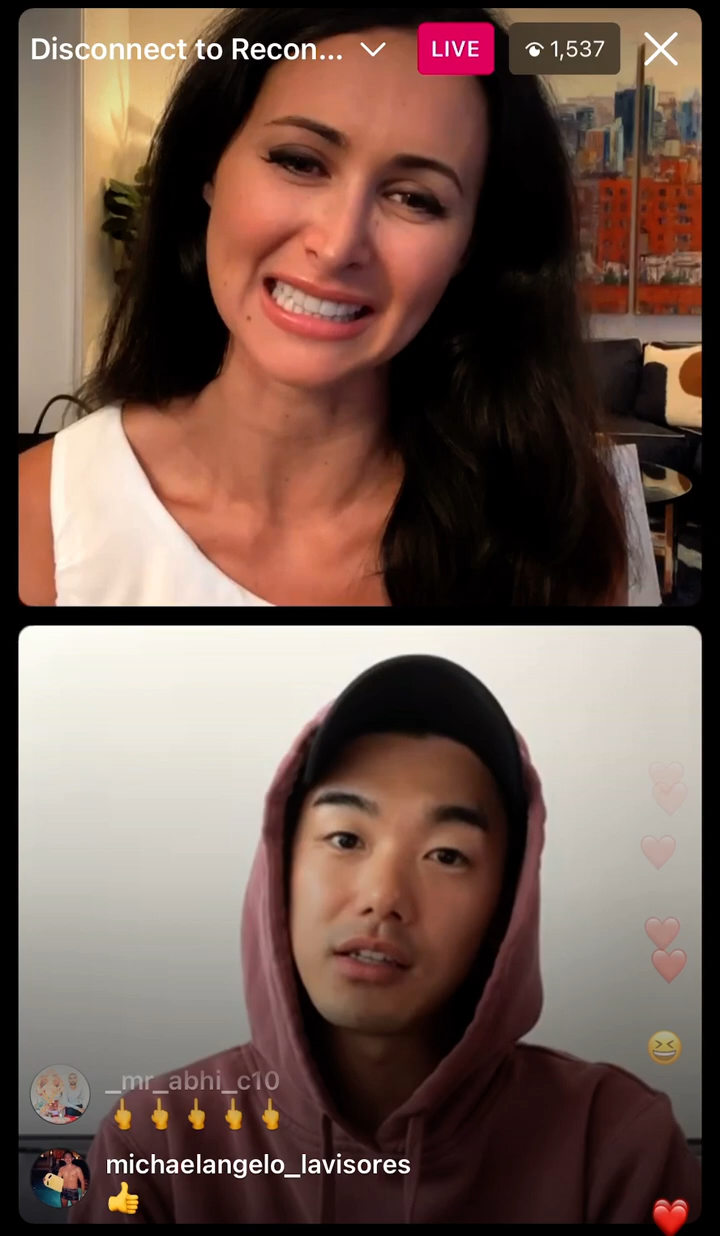 Disconnect to Recon...
LIVE
1,537
_mr_abhi_c10
🖕 🖕 🖕 🖕 🖕
michaelangelo_lavisores
👍